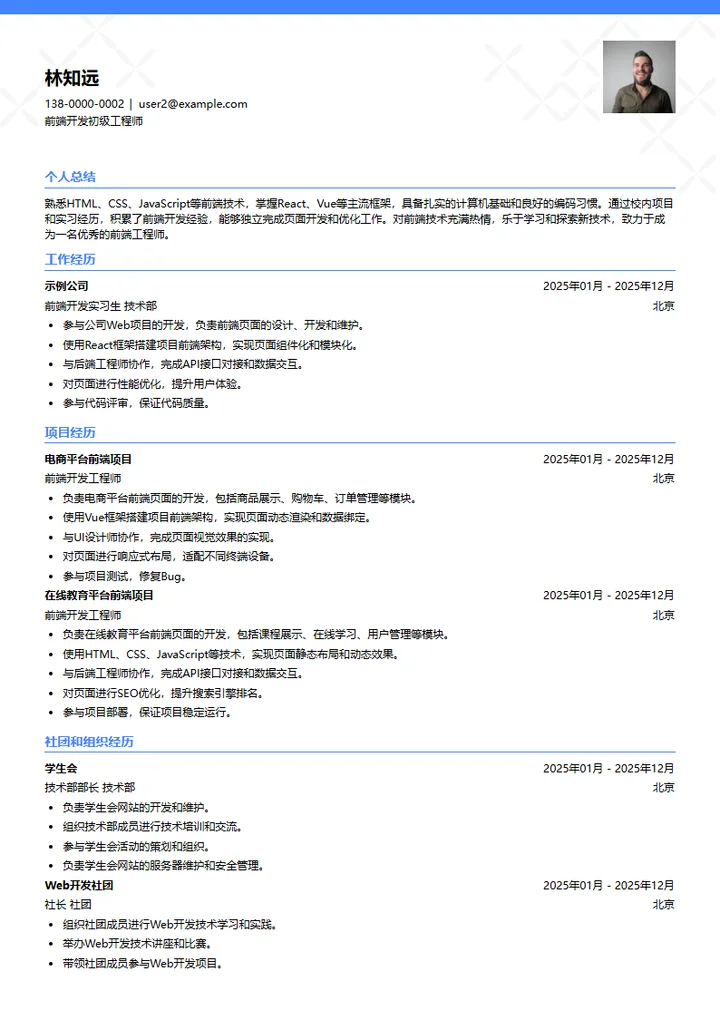 林知远
138-0000-0002 | user2@example.com
前端开发初级工程师
个人总结
熟悉HTML、CSS、JavaScript等前端技术，掌握React、Vue等主流框架，具备扎实的计算机基础和良好的编码习惯。通过校内项目
和实习经历，积累了前端开发经验，能够独立完成页面开发和优化工作。对前端技术充满热情，乐于学习和探索新技术，致力于成
为一名优秀的前端工程师。
工作经历
示例公司 2025年01月 - 2025年12月
前端开发实习生 技术部 北京
• 参与公司Web项目的开发，负责前端页面的设计、开发和维护。
• 使用React框架搭建项目前端架构，实现页面组件化和模块化。
• 与后端工程师协作，完成API接口对接和数据交互。
• 对页面进行性能优化，提升用户体验。
• 参与代码评审，保证代码质量。
项目经历
电商平台前端项目 2025年01月 - 2025年12月
前端开发工程师 北京
• 负责电商平台前端页面的开发，包括商品展示、购物车、订单管理等模块。
• 使用Vue框架搭建项目前端架构，实现页面动态渲染和数据绑定。
• 与UI设计师协作，完成页面视觉效果的实现。
• 对页面进行响应式布局，适配不同终端设备。
• 参与项目测试，修复Bug。
在线教育平台前端项目 2025年01月 - 2025年12月
前端开发工程师 北京
• 负责在线教育平台前端页面的开发，包括课程展示、在线学习、用户管理等模块。
• 使用HTML、CSS、JavaScript等技术，实现页面静态布局和动态效果。
• 与后端工程师协作，完成API接口对接和数据交互。
• 对页面进行SEO优化，提升搜索引擎排名。
• 参与项目部署，保证项目稳定运行。
社团和组织经历
学生会 2025年01月 - 2025年12月
技术部部长 技术部 北京
• 负责学生会网站的开发和维护。
• 组织技术部成员进行技术培训和交流。
• 参与学生会活动的策划和组织。
• 负责学生会网站的服务器维护和安全管理。
Web开发社团 2025年01月 - 2025年12月
社长 社团 北京
• 组织社团成员进行Web开发技术学习和实践。
• 举办Web开发技术讲座和比赛。
• 带领社团成员参与Web开发项目。